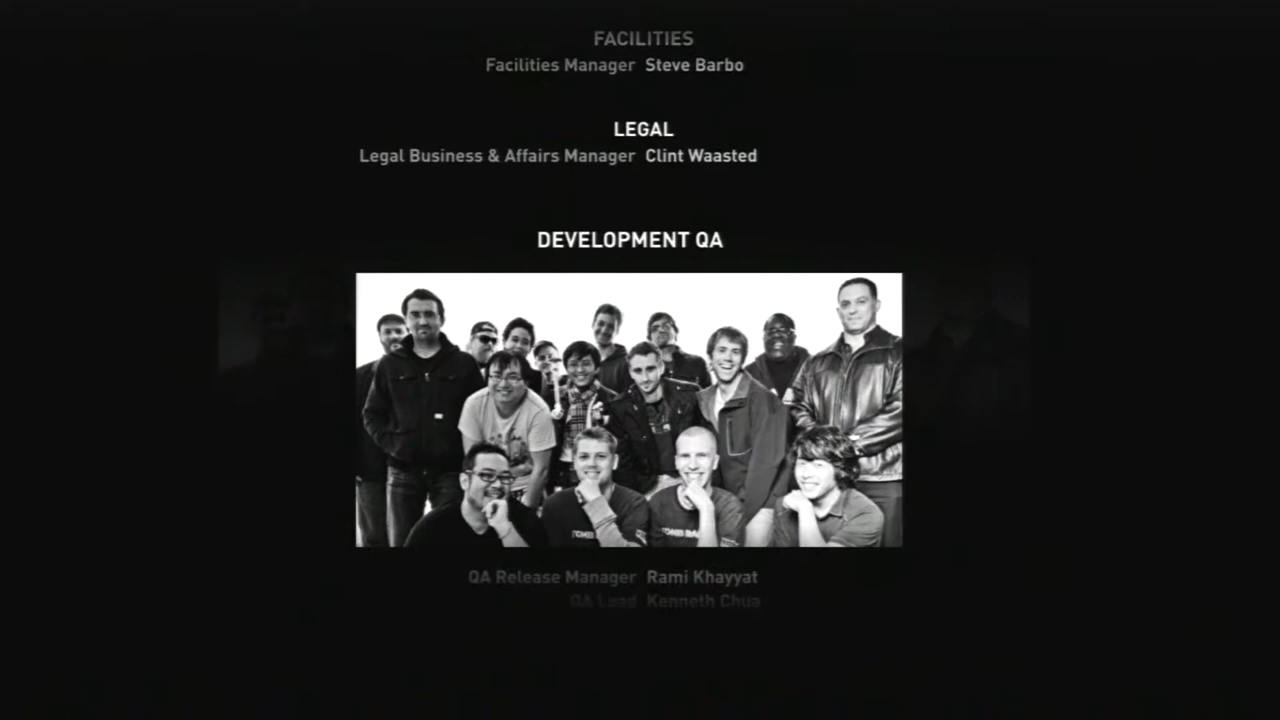 FACILITIES
Facilities Manager Steve Barbo
LEGAL
Legal Business & Affairs Manager Clint Waasted
DEVELOPMENT QA
QA Release Manager Rami Khayyat
QA Lead Kenneth Chua